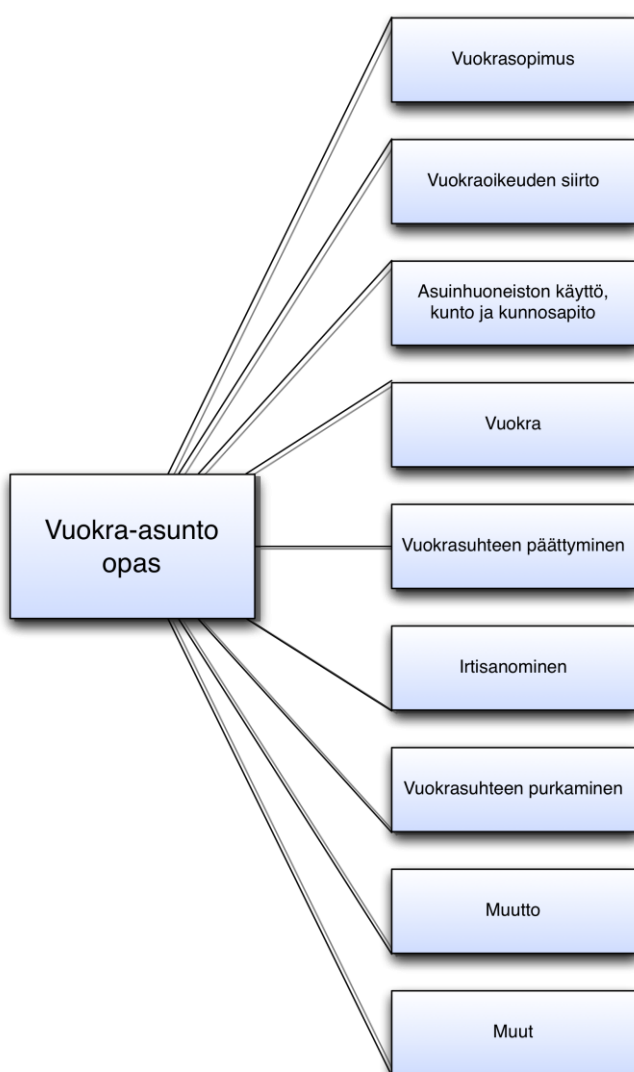 Vuokrasopimus
Vuokraoikeuden siirto
Asuinhuoneiston käyttö,
kunto ja kunnosapito
Vuokra
Vuokra-asunto
opas
Vuokrasuhteen päättyminen
Irtisanominen
Vuokrasuhteen purkaminen
Muutto
Muut